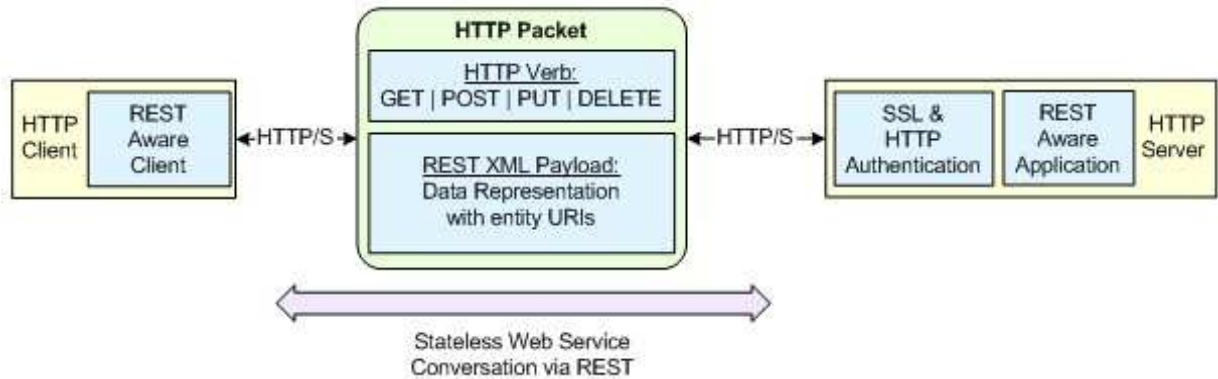 HTTP Packet
HTTP Verb:
GET | POST | PUT | DELETE
REST XML Payload:
Data Representation
with entity URIs
HTTP
Client
REST
Aware
Client
HTTP/S
HTTP/S
SSL &
HTTP
Authentication
REST
Aware
Application
HTTP
Server
Stateless Web Service
Conversation via REST